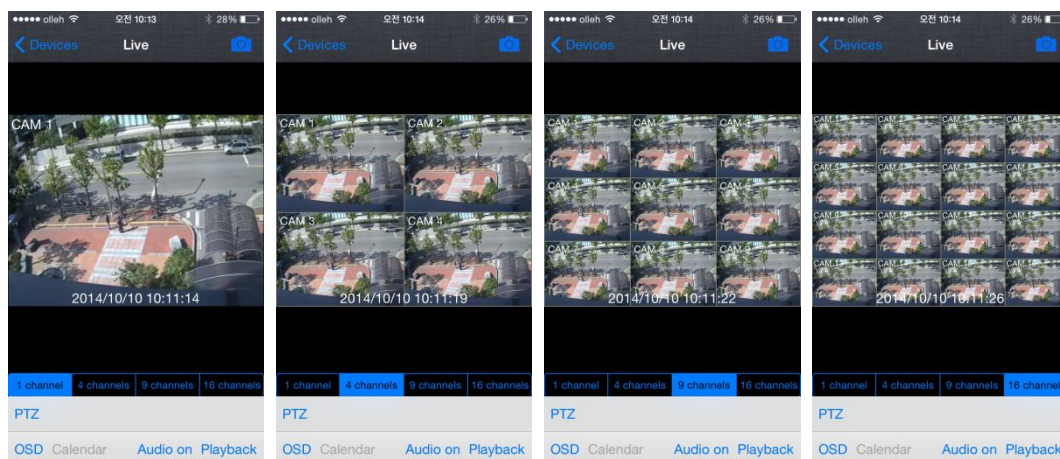 olleh 오전 10:13 28%
Devices Live
CAM 1
2014/10/10 10:11:14
1 channel 4 channels 9 channels 16 channels
PTZ
OSD Calendar Audio on Playback
olleh 오전 10:14 26%
Devices Live
CAM 1 CAM 2
CAM 3 CAM 4
2014/10/10 10:11:19
1 channel 4 channels 9 channels 16 channels
PTZ
OSD Calendar Audio on Playback
olleh 오전 10:14 26%
Devices Live
2014/10/10 10:11:22
1 channel 4 channels 9 channels 16 channels
PTZ
OSD Calendar Audio on Playback
olleh 오전 10:14 26%
Devices Live
2014/10/10 10:11:26
1 channel 4 channels 9 channels 16 channel
PTZ
OSD Calendar Audio on Playback